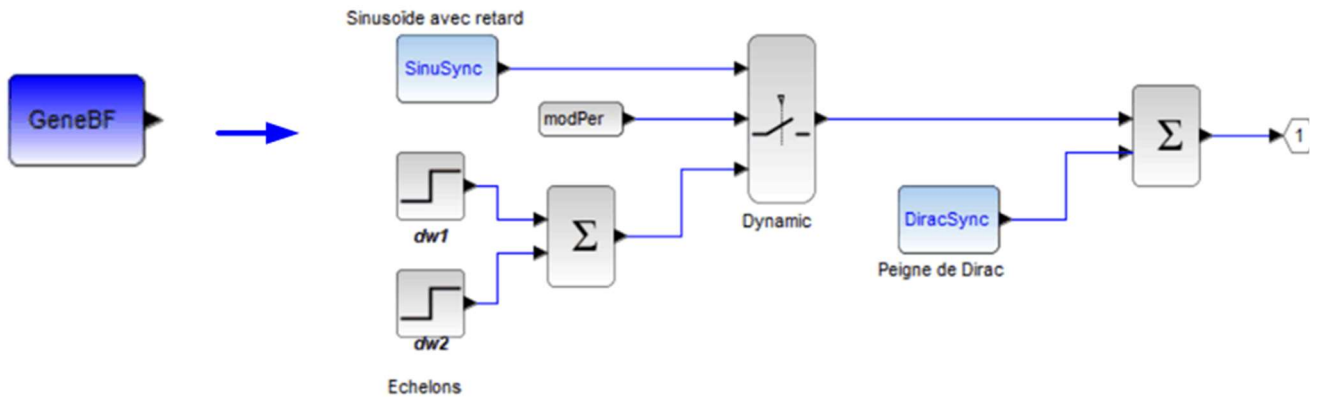 Sinusoïde avec retard
SinuSync
GeneBF
modPer
Σ
1
dw1
Σ
Dynamic
DiracSync
Peigne de Dirac
dw2
Echelons